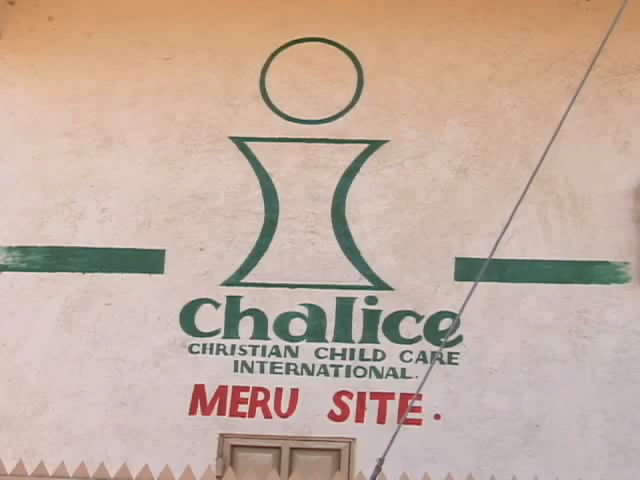 chalice
CHRISTIAN CHILD CARE
INTERNATIONAL.
MERU SITE.